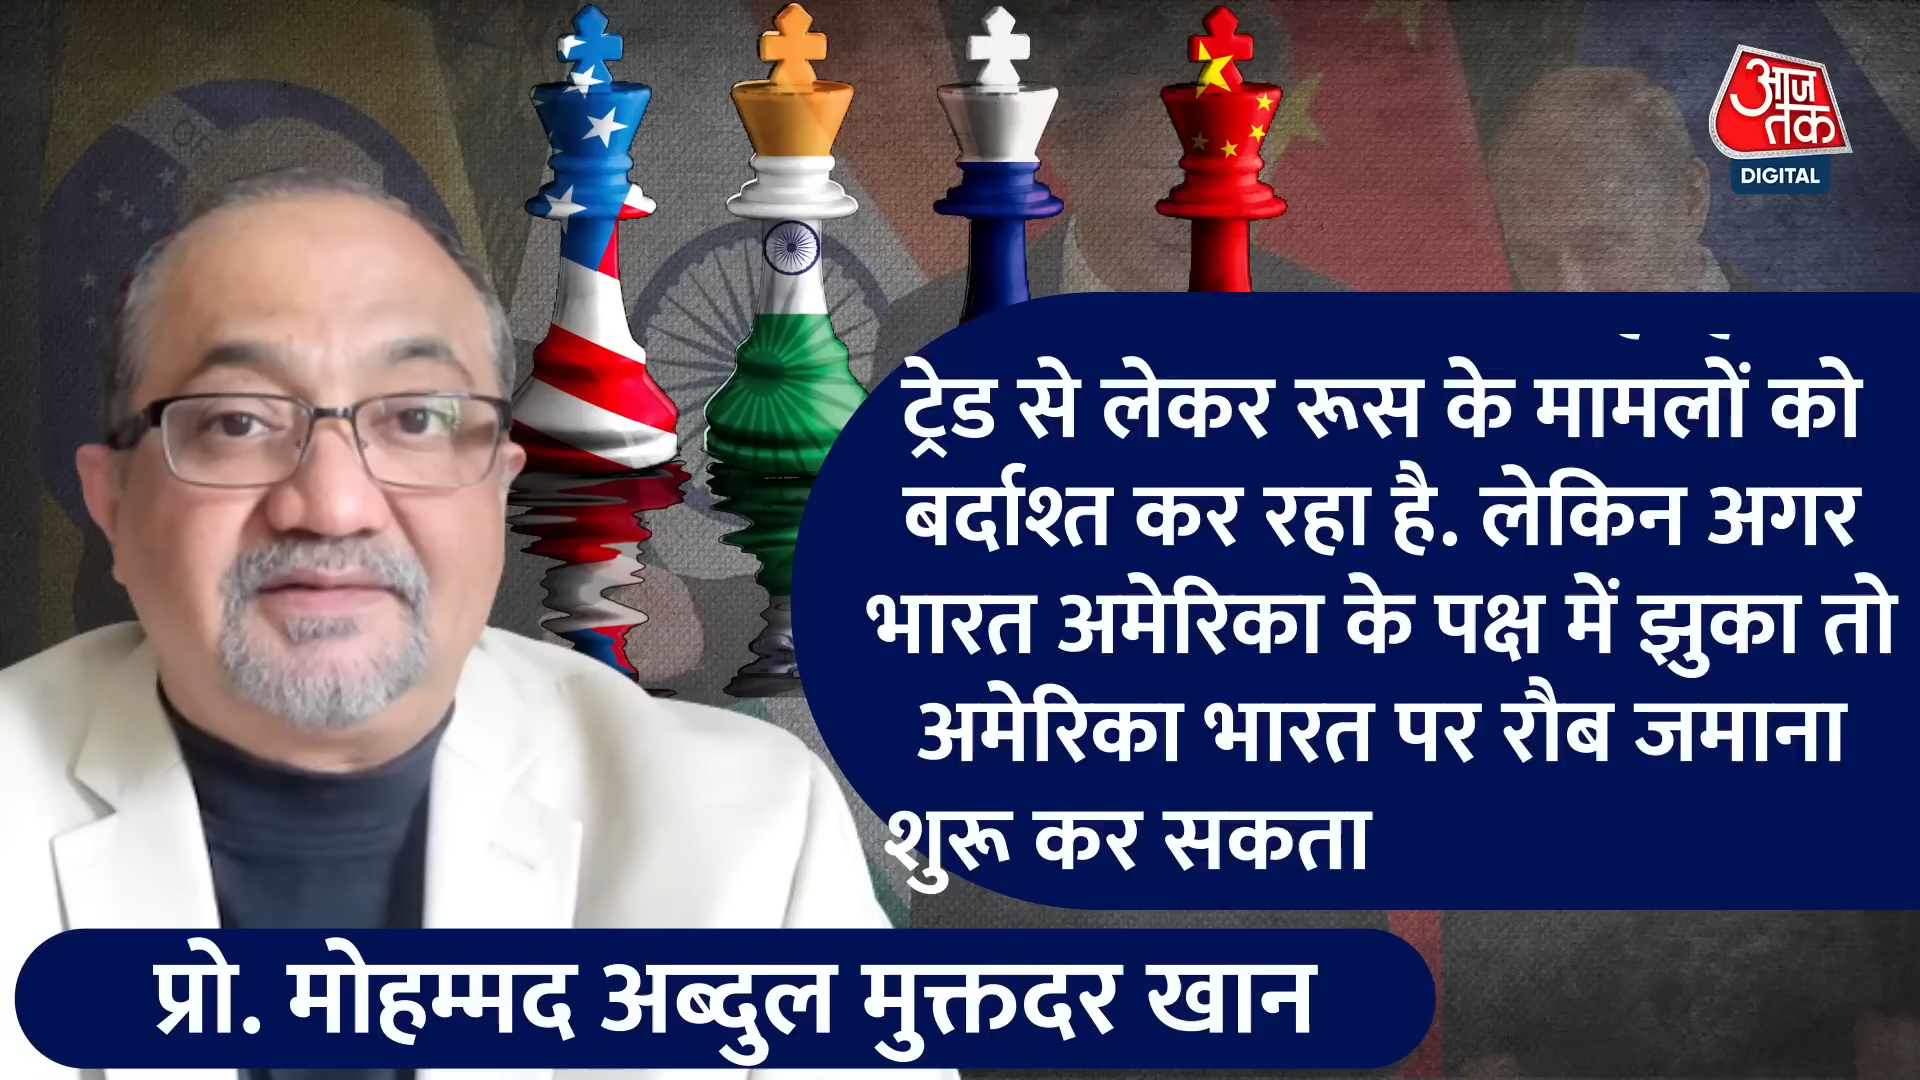 आज
तक
DIGITAL
ट्रेड से लेकर रूस के मामलों को
बर्दाश्त कर रहा है. लेकिन अगर
भारत अमेरिका के पक्ष में झुका तो
अमेरिका भारत पर रौब जमाना
शुरू कर सकता
प्रो. मोहम्मद अब्दुल मुक्तदर खान